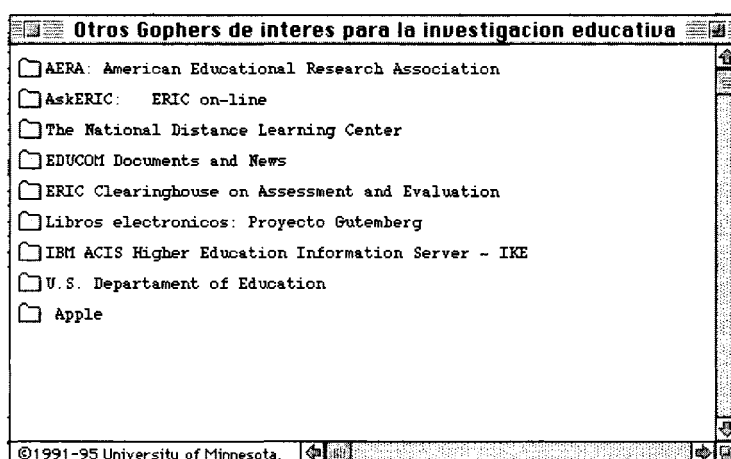 Otros Gophers de interes para la investigacion educativa
AERA: American Educational Research Association
AskERIC: ERIC on-line
The National Distance Learning Center
EDUCOM Documents and News
ERIC Clearinghouse on Assessment and Evaluation
Libros electronicos: Proyecto Gutemberg
IBM ACIS Higher Education Information Server - IKE
U.S. Departament of Education
Apple
©1991-95 University of Minnesota.